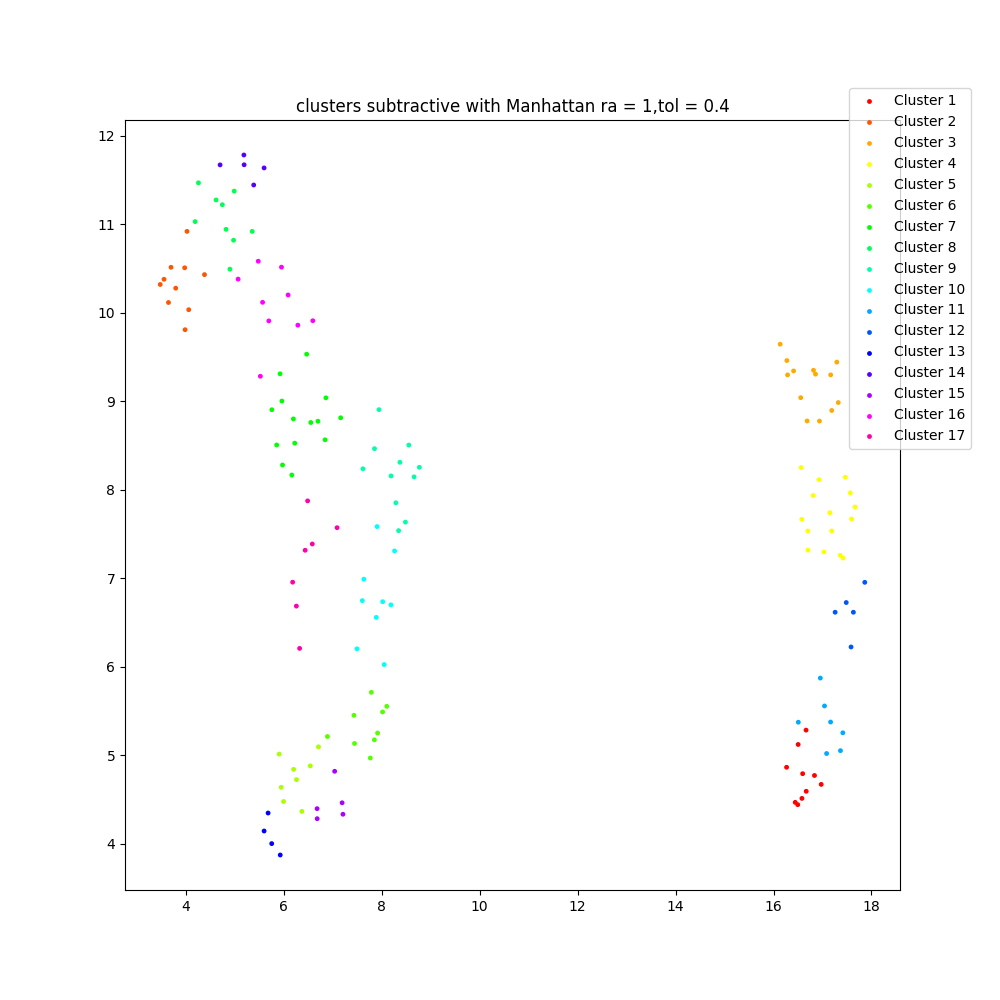 clusters subtractive with Manhattan ra = 1,tol = 0.4
Cluster 1
Cluster 2
Cluster 3
Cluster 4
Cluster 5
Cluster 6
Cluster 7
Cluster 8
Cluster 9
Cluster 10
Cluster 11
Cluster 12
Cluster 13
Cluster 14
Cluster 15
Cluster 16
Cluster 17
12
11
10
9
8
7
6
5
4
4 6 8 10 12 14 16 18